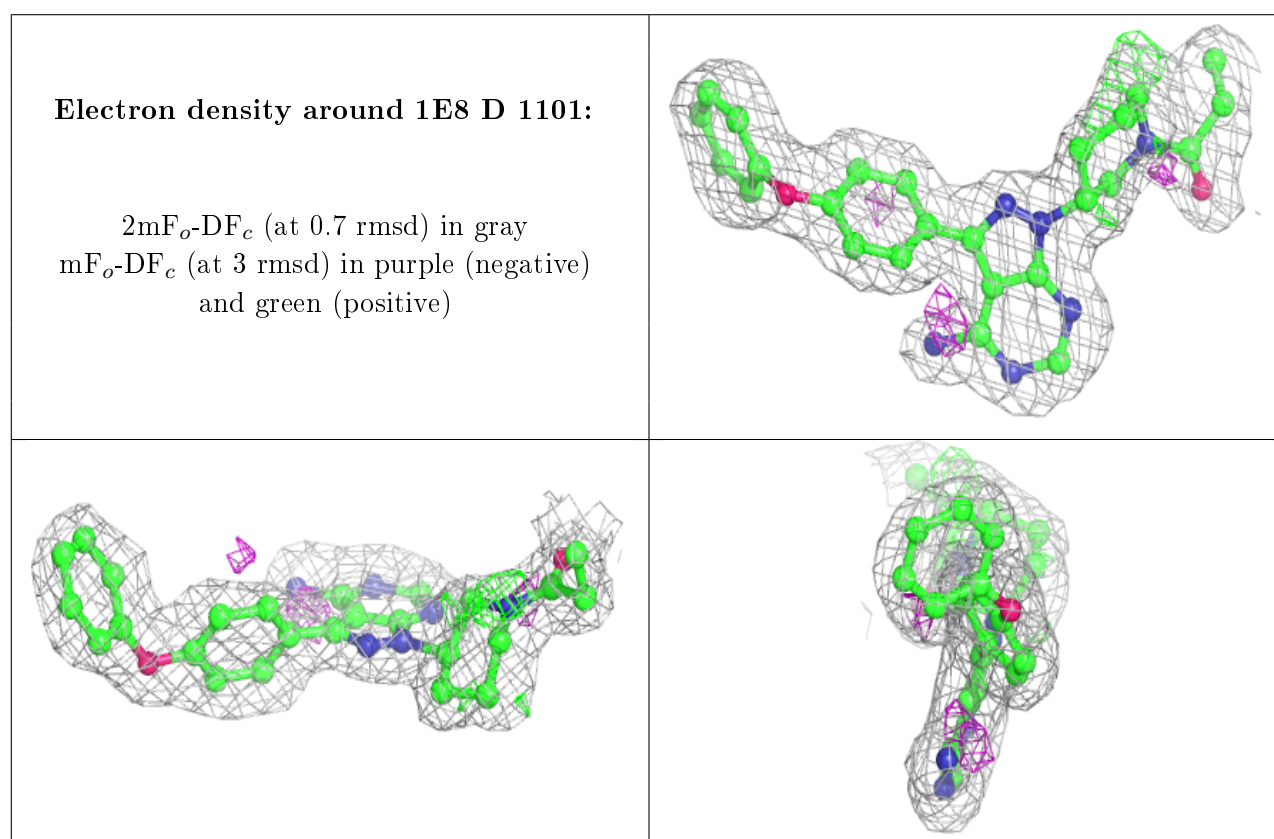 Electron density around 1E8 D 1101:
2mFo-DFc (at 0.7 rmsd) in gray
mFo-DFc (at 3 rmsd) in purple (negative)
and green (positive)